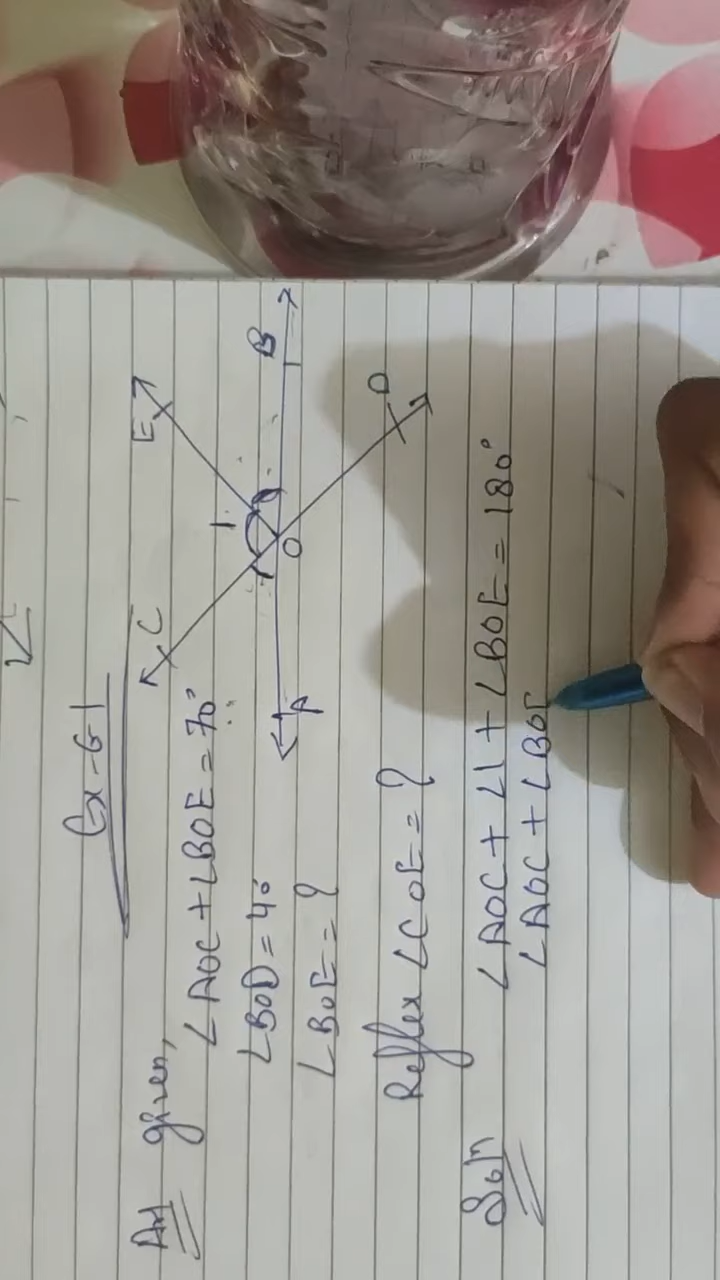 Ex-6.1
A1 given,
∠AOC + ∠BOE = 70°
∠BOD = 40°
∠BOE = ?
Reflex ∠COE = ?
C
E
1
A
O
B
D
Soln
∠AOC + ∠1 + ∠BOE = 180°
∠AOC + ∠BOE